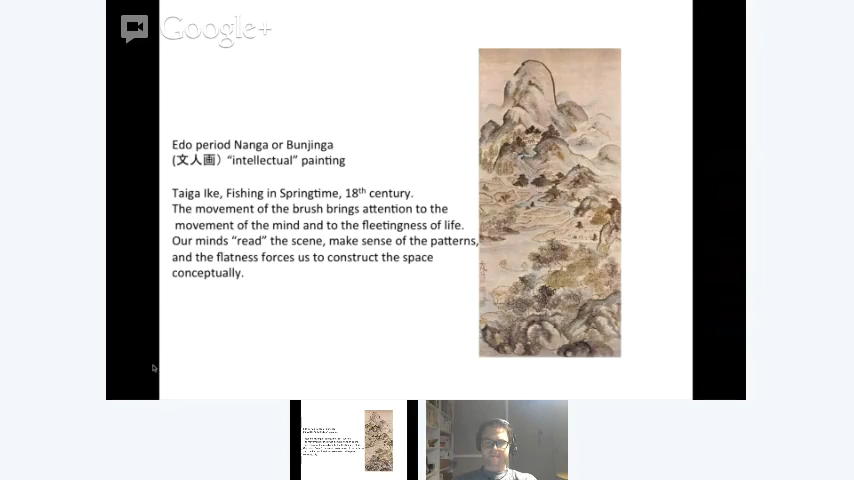 Google+
Edo period Nanga or Bunjinga
(文人画) “intellectual” painting
Taiga Ike, Fishing in Springtime, 18th century.
The movement of the brush brings attention to the
movement of the mind and to the fleetingness of life.
Our minds “read” the scene, make sense of the patterns,
and the flatness forces us to construct the space
conceptually.